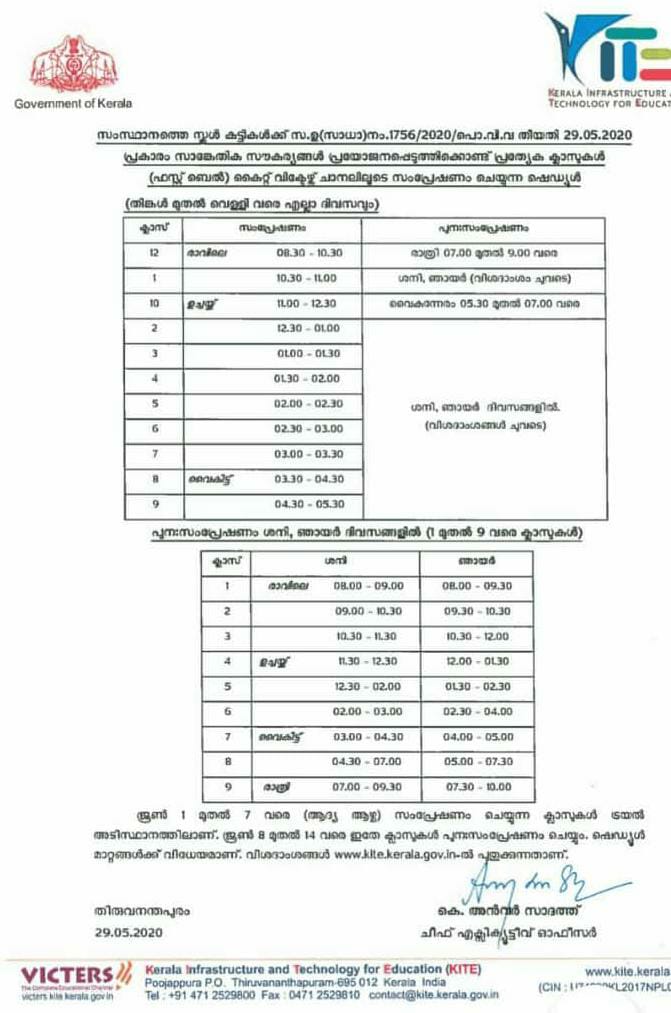 Government of Kerala
KITE
KERALA INFRASTRUCTURE
TECHNOLOGY FOR EDUCA
സംസ്ഥാനത്തെ സ്കൂൾ കുട്ടികൾക്ക് സ.ഉ(സാധാ)നം.1756/2020/പൊ.വി.വ തിയതി 29.05.2020
പ്രകാരം സാങ്കേതിക സൗകര്യങ്ങൾ പ്രയോജനപ്പെടുത്തിക്കൊണ്ട് പ്രത്യേക ക്ലാസുകൾ
(ഫസ്റ്റ് ബെൽ) കൈറ്റ് വിക്ടേഴ്സ് ചാനലിലൂടെ സംപ്രേഷണം ചെയ്യുന്ന ഷെഡ്യൂൾ
(തിങ്കൾ മുതൽ വെള്ളി വരെ എല്ലാ ദിവസവും)
ക്ലാസ് സംപ്രേഷണം പുനഃസംപ്രേഷണം
12 രാവിലെ 08.30 - 10.30 രാത്രി 07.00 മുതൽ 9.00 വരെ
1 10.30 - 11.00 ശനി, ഞായർ (വിശദാംശം ചുവടെ)
10 ഉച്ചയ്ക്ക് 11.00 - 12.30 വൈകുന്നേരം 05.30 മുതൽ 07.00 വരെ
2 12.30 - 01.00
3 01.00 - 01.30
4 01.30 - 02.00
5 02.00 - 02.30 ശനി, ഞായർ ദിവസങ്ങളിൽ.
6 02.30 - 03.00 (വിശദാംശങ്ങൾ ചുവടെ)
7 03.00 - 03.30
8 വൈകിട്ട് 03.30 - 04.30
9 04.30 - 05.30
പുനഃസംപ്രേഷണം ശനി, ഞായർ ദിവസങ്ങളിൽ (1 മുതൽ 9 വരെ ക്ലാസുകൾ)
ക്ലാസ് ശനി ഞായർ
1 രാവിലെ 08.00 - 09.00 08.00 - 09.30
2 09.00 - 10.30 09.30 - 10.30
3 10.30 - 11.30 10.30 - 12.00
4 ഉച്ചയ്ക്ക് 11.30 - 12.30 12.00 - 01.30
5 12.30 - 02.00 01.30 - 02.30
6 02.00 - 03.00 02.30 - 04.00
7 വൈകിട്ട് 03.00 - 04.30 04.00 - 05.00
8 04.30 - 07.00 05.00 - 07.30
9 രാത്രി 07.00 - 09.30 07.30 - 10.00
ജൂൺ 1 മുതൽ 7 വരെ (ആദ്യ ആഴ്ച) സംപ്രേഷണം ചെയ്യുന്ന ക്ലാസുകൾ ട്രയൽ
അടിസ്ഥാനത്തിലാണ്. ജൂൺ 8 മുതൽ 14 വരെ ഇതേ ക്ലാസുകൾ പുനഃസംപ്രേഷണം ചെയ്യും. ഷെഡ്യൂൾ
മാറ്റങ്ങൾക്ക് വിധേയമാണ്. വിശദാംശങ്ങൾ www.kite.kerala.gov.in-ൽ പുതുക്കുന്നതാണ്.
തിരുവനന്തപുരം കെ. അൻവർ സാദത്ത്
29.05.2020 ചീഫ് എക്സിക്യൂട്ടീവ് ഓഫീസർ
VICTERS Kerala Infrastructure and Technology for Education (KITE) www.kite.kerala
The Complete Educational Channel Poojappura P.O. Thiruvananthapuram-695 012 Kerala India
victers.kite.kerala.gov.in Tel : +91 471 2529800 Fax : 0471 2529810 contact@kite.kerala.gov.in (CIN :